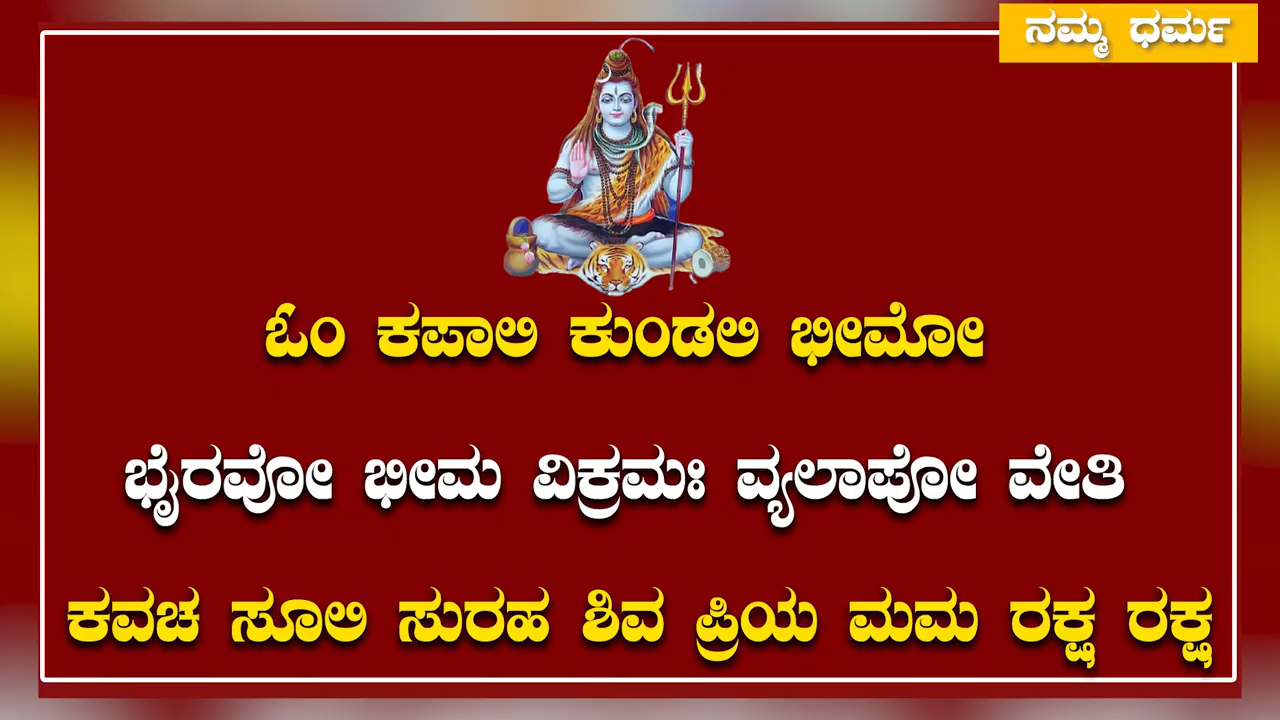 ನಮ್ಮ ಧರ್ಮ
ಓಂ ಕಪಾಲಿ ಕುಂಡಲಿ ಭೀಮೋ
ಭೈರವೋ ಭೀಮ ವಿಕ್ರಮಃ ವ್ಯಲಾಪೋ ವೇತಿ
ಕವಚ ಸೂಲಿ ಸುರಹ ಶಿವ ಪ್ರಿಯ ಮಮ ರಕ್ಷ ರಕ್ಷ